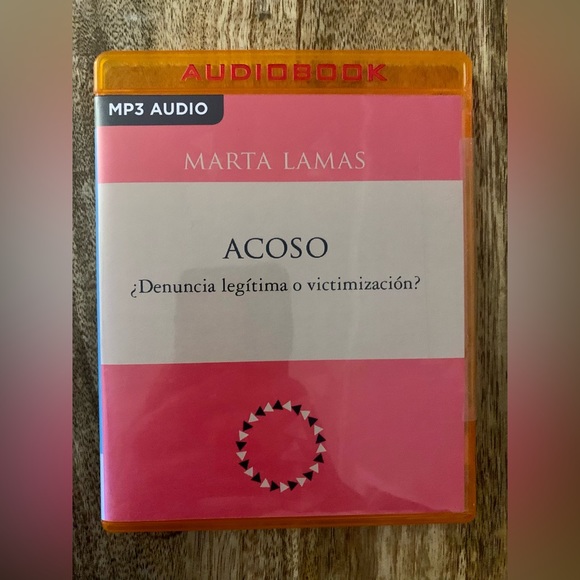 AUDIOBOOK
MP3 AUDIO
MARTA LAMAS
ACOSO
¿Denuncia legítima o victimización?